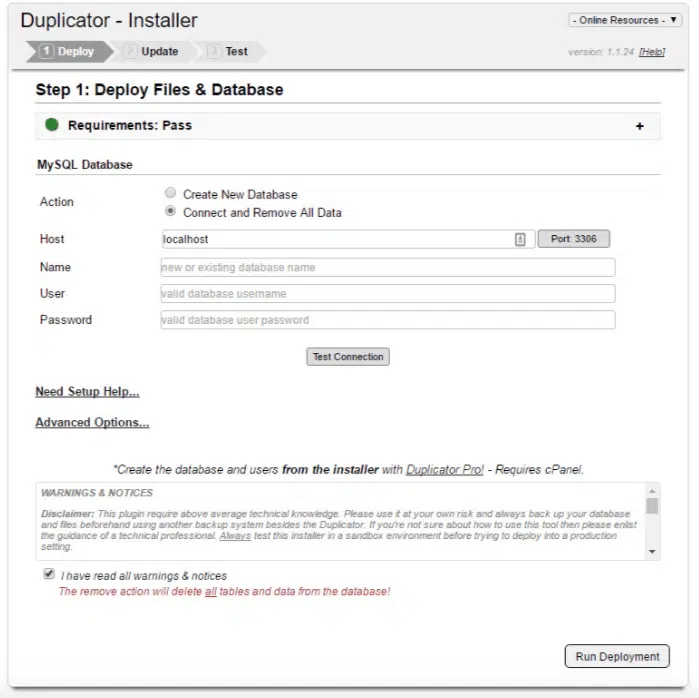 Duplicator - Installer
- Online Resources - ▼
1 Deploy 2 Update 3 Test
version: 1.1.24 [Help]
Step 1: Deploy Files & Database
Requirements: Pass +
MySQL Database
Action
Create New Database
Connect and Remove All Data
Host localhost Port: 3306
Name new or existing database name
User valid database username
Password valid database user password
Test Connection
Need Setup Help...
Advanced Options...
*Create the database and users from the installer with Duplicator Pro! - Requires cPanel.
WARNINGS & NOTICES
Disclaimer: This plugin require above average technical knowledge. Please use it at your own risk and always back up your database
and files beforehand using another backup system besides the Duplicator. If you're not sure about how to use this tool then please enlist
the guidance of a technical professional. Always test this installer in a sandbox environment before trying to deploy into a production
setting.
I have read all warnings & notices
The remove action will delete all tables and data from the database!
Run Deployment